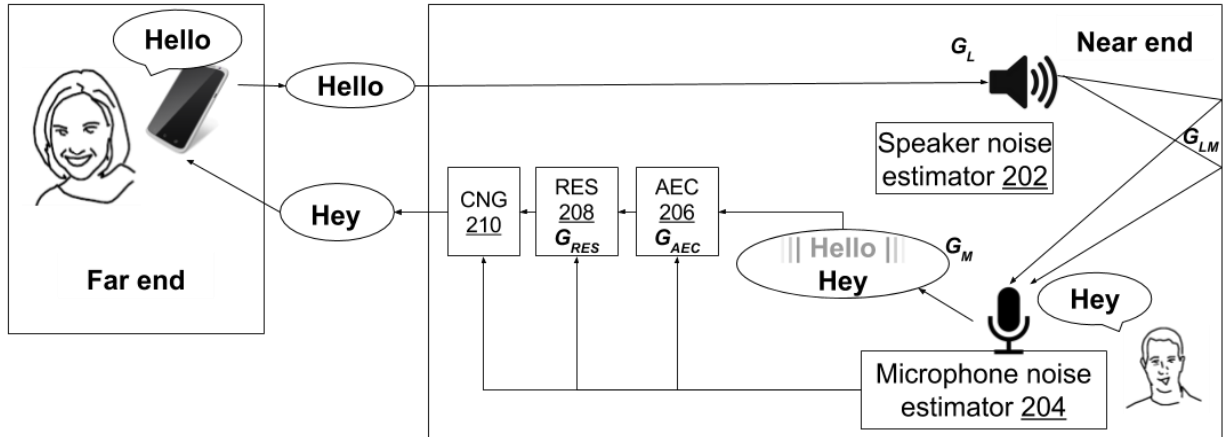 Hello
Hello
G_L
Near end
G_LM
Speaker noise
estimator 202
Hey
CNG
210
RES
208
G_RES
AEC
206
G_AEC
||| Hello |||
Hey
G_M
Far end
Hey
Microphone noise
estimator 204